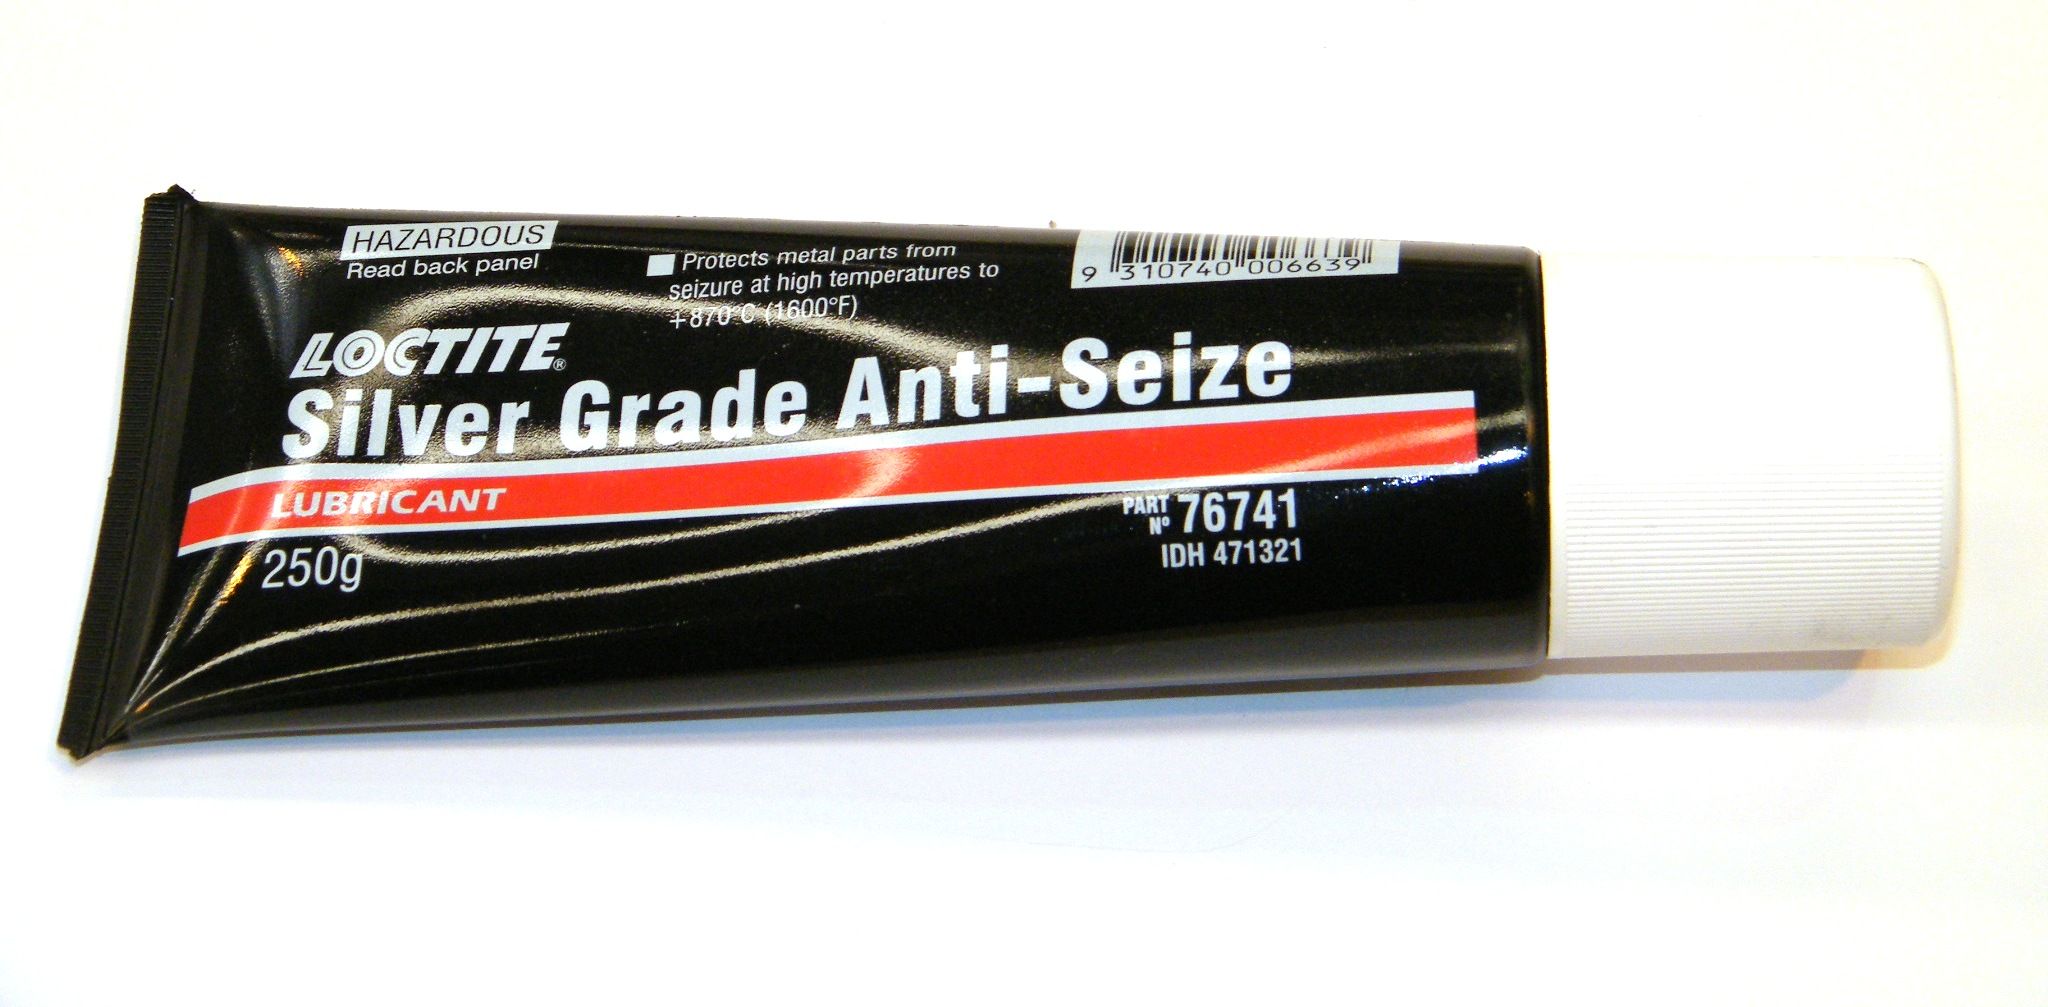 HAZARDOUS
Read back panel
Protects metal parts from
seizure at high temperatures to
+870°C (1600°F)
9 310740 006639
LOCTITE®
Silver Grade Anti-Seize
LUBRICANT
250g
PART Nº 76741
IDH 471321